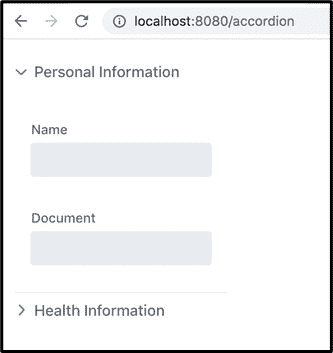 localhost:8080/accordion
Personal Information
Name
Document
Health Information